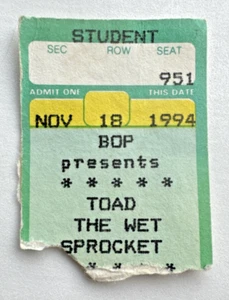 STUDENT
SEC ROW SEAT
951
ADMIT ONE THIS DATE
NOV 18 1994
BOP
presents
* * * * *
TOAD
THE WET
SPROCKET
* * * *